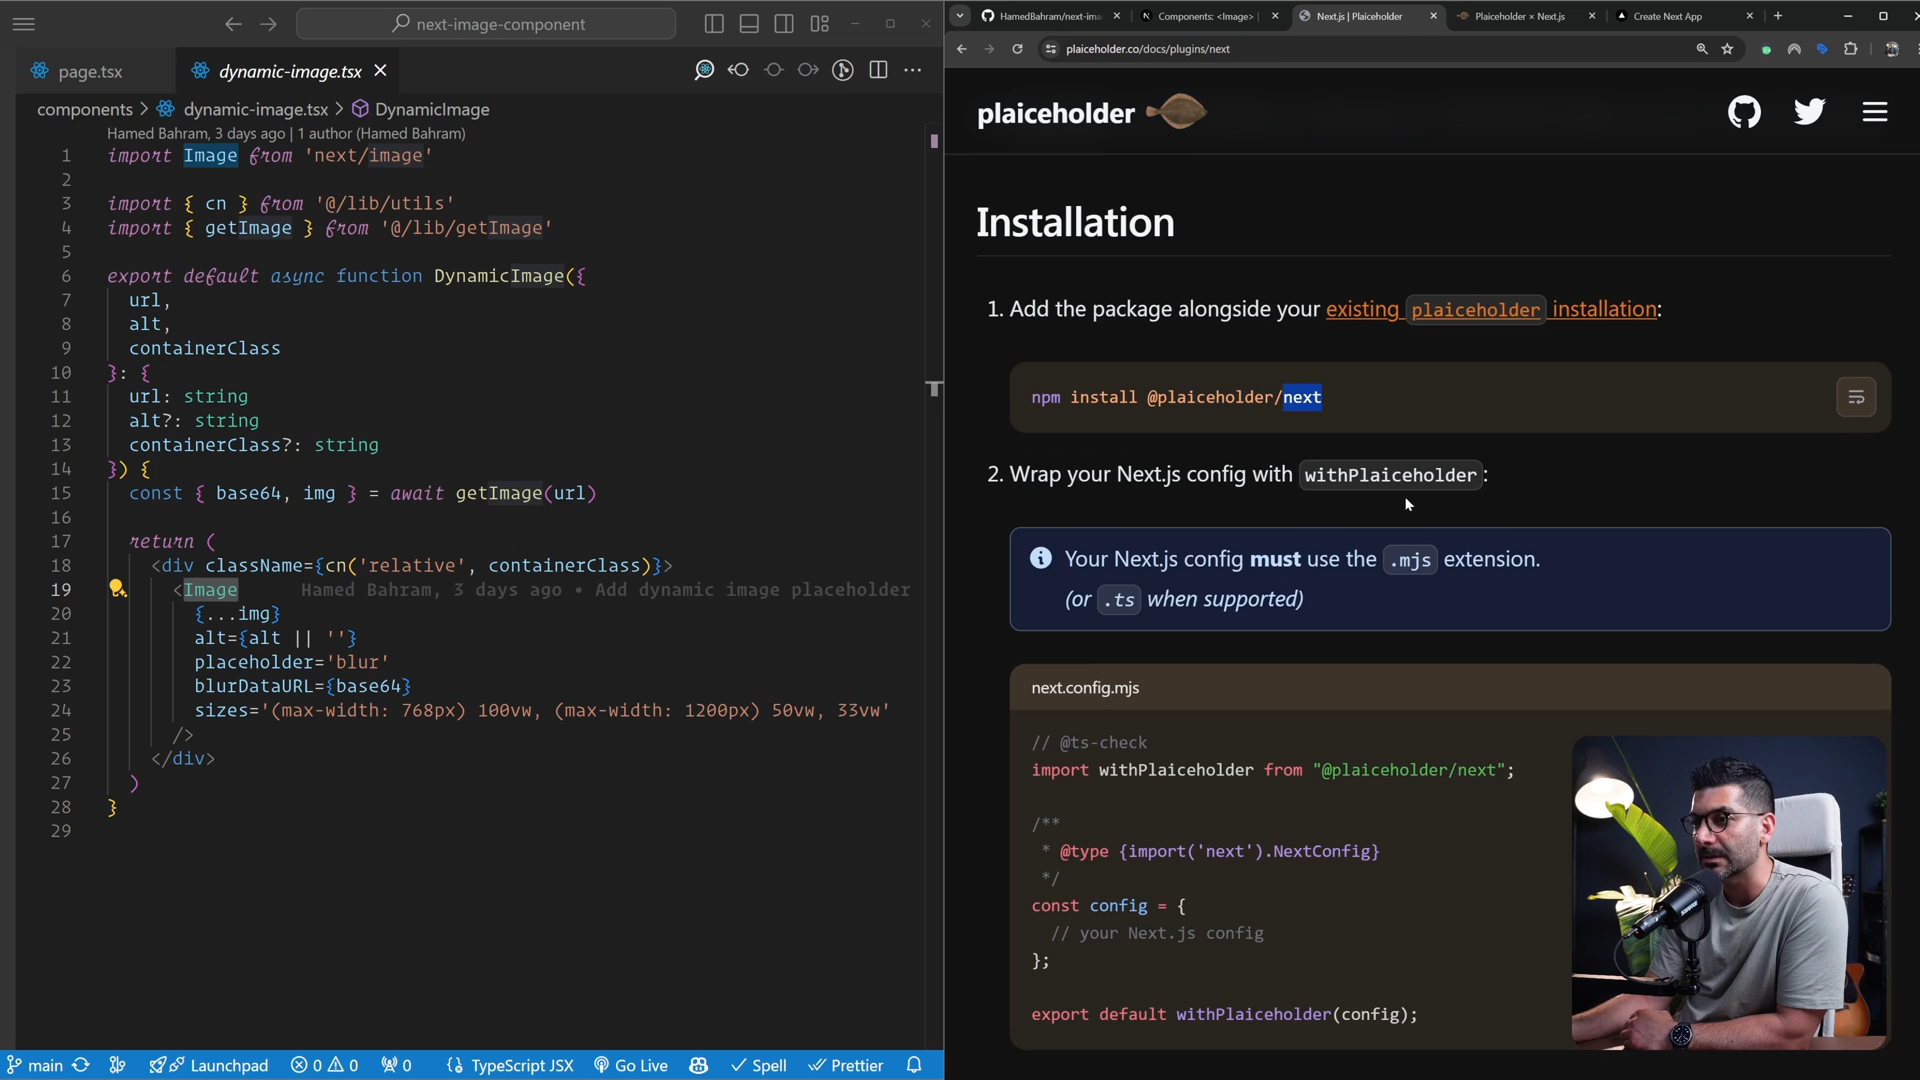 next-image-component
page.tsx
dynamic-image.tsx
components > dynamic-image.tsx > DynamicImage
Hamed Bahram, 3 days ago | 1 author (Hamed Bahram)
1 import Image from 'next/image'
2
3 import { cn } from '@/lib/utils'
4 import { getImage } from '@/lib/getImage'
5
6 export default async function DynamicImage({
7 url,
8 alt,
9 containerClass
10 }: {
11 url: string
12 alt?: string
13 containerClass?: string
14 }) {
15 const { base64, img } = await getImage(url)
16
17 return (
18 <div className={cn('relative', containerClass)}>
19 <Image Hamed Bahram, 3 days ago • Add dynamic image placeholder
20 {...img}
21 alt={alt || ''}
22 placeholder='blur'
23 blurDataURL={base64}
24 sizes='(max-width: 768px) 100vw, (max-width: 1200px) 50vw, 33vw'
25 />
26 </div>
27 )
28 }
29
main Launchpad 0 0 0 TypeScript JSX Go Live Spell Prettier
HamedBahram/next-ima
Components: <Image> |
Next.js | Plaiceholder
Plaiceholder × Next.js
Create Next App
plaiceholder.co/docs/plugins/next
plaiceholder
Installation
1. Add the package alongside your existing plaiceholder installation:
npm install @plaiceholder/next
2. Wrap your Next.js config with withPlaiceholder:
Your Next.js config must use the .mjs extension.
(or .ts when supported)
next.config.mjs
// @ts-check
import withPlaiceholder from "@plaiceholder/next";
/**
* @type {import('next').NextConfig}
*/
const config = {
// your Next.js config
};
export default withPlaiceholder(config);